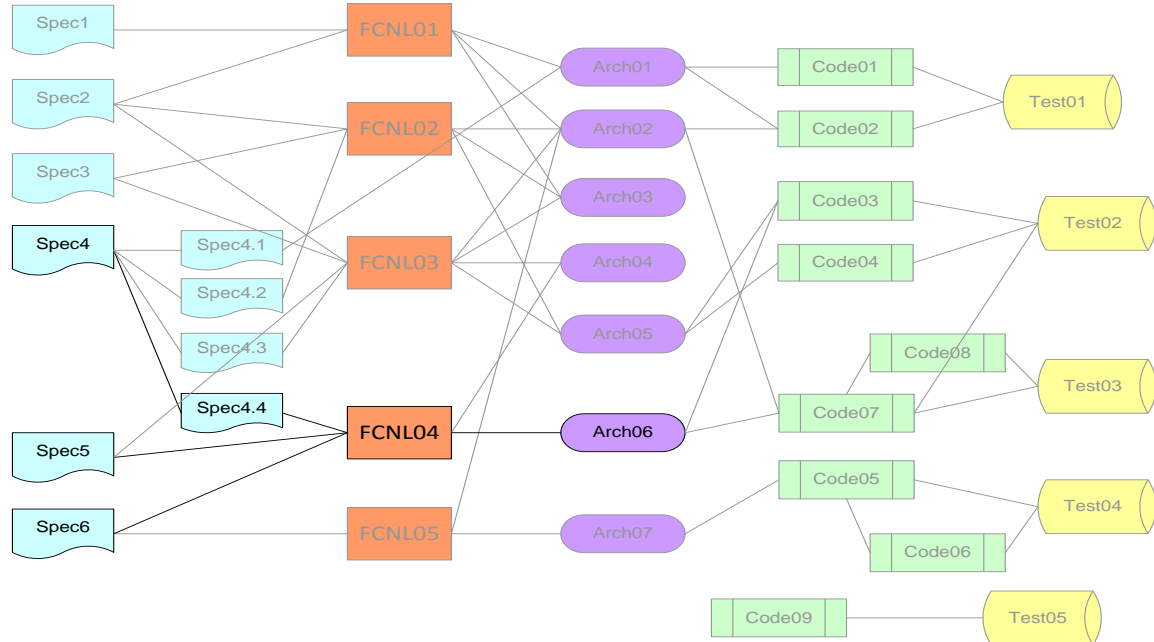 Spec1
FCNL01
Arch01
Code01
Spec2
Test01
FCNL02
Arch02
Code02
Spec3
Arch03
Code03
Spec4
Spec4.1
Test02
FCNL03
Arch04
Code04
Spec4.2
Arch05
Spec4.3
Code08
Test03
Spec4.4
Code07
FCNL04
Arch06
Spec5
Code05
Test04
Spec6
FCNL05
Arch07
Code06
Code09
Test05